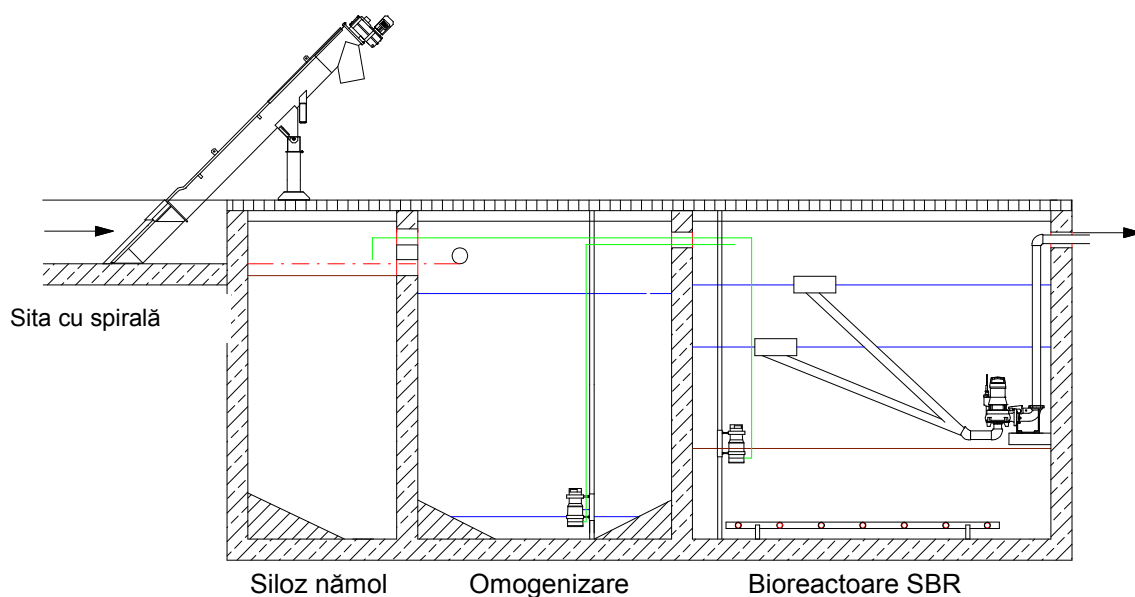 Sita cu spirală
Siloz nămol
Omogenizare
Bioreactoare SBR